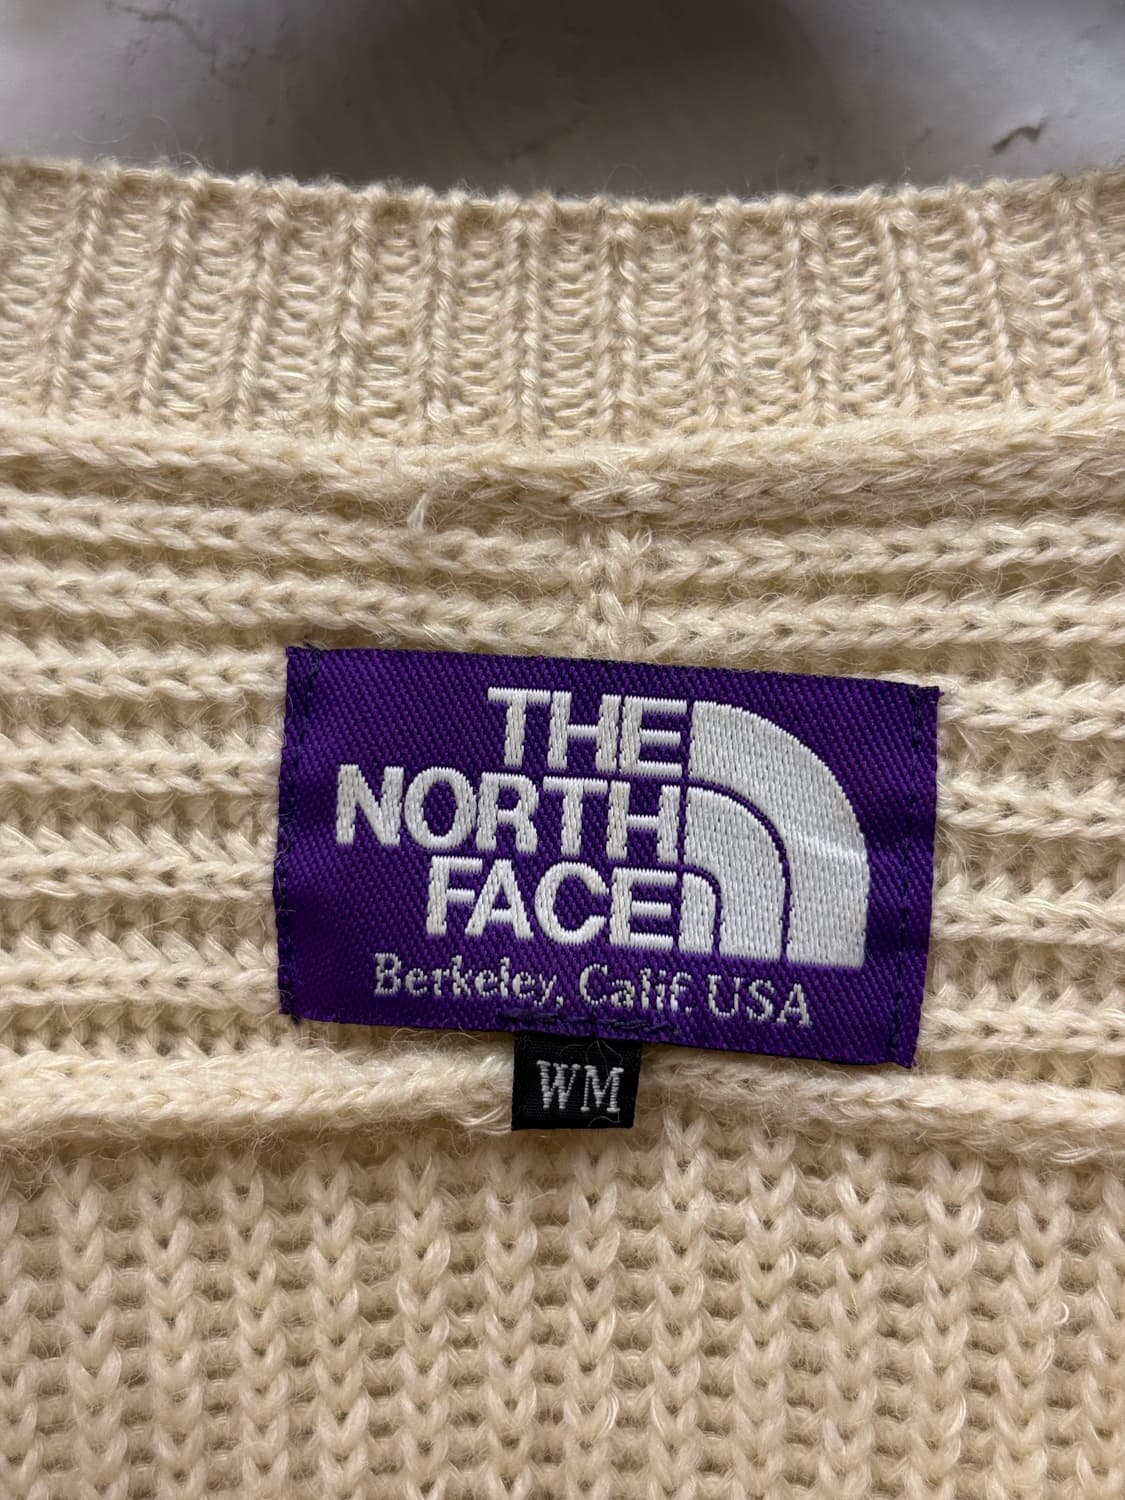 THE
NORTH
FACE
Berkeley, Calif. USA
WM